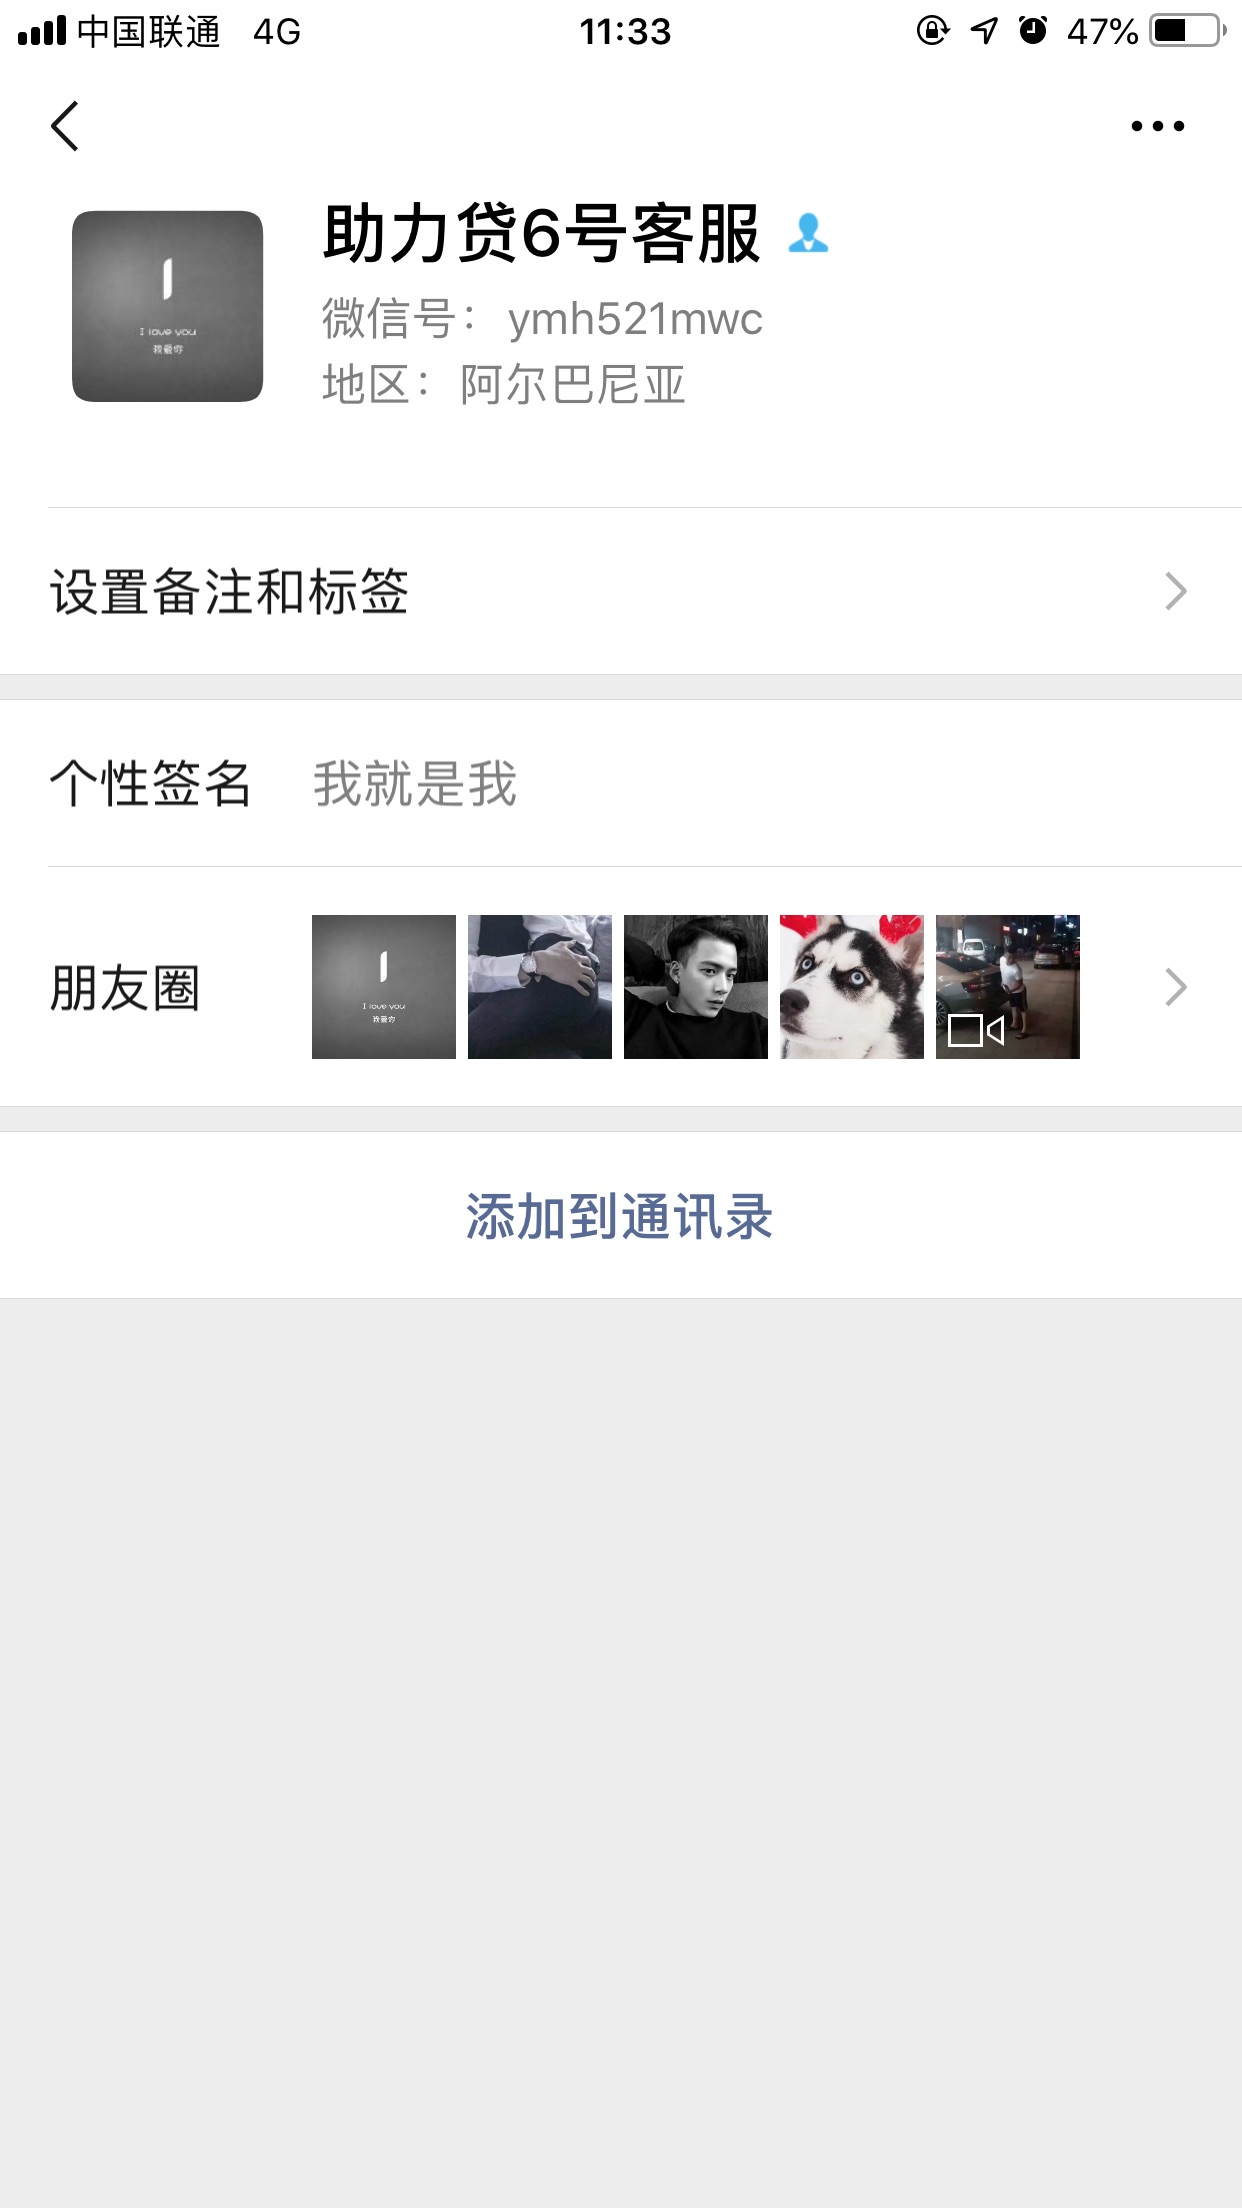 中国联通 4G 11:33 47%
助力贷6号客服
I love you
我爱你
微信号： ymh521mwc
地区： 阿尔巴尼亚
设置备注和标签
个性签名 我就是我
朋友圈
I love you
我爱你
添加到通讯录